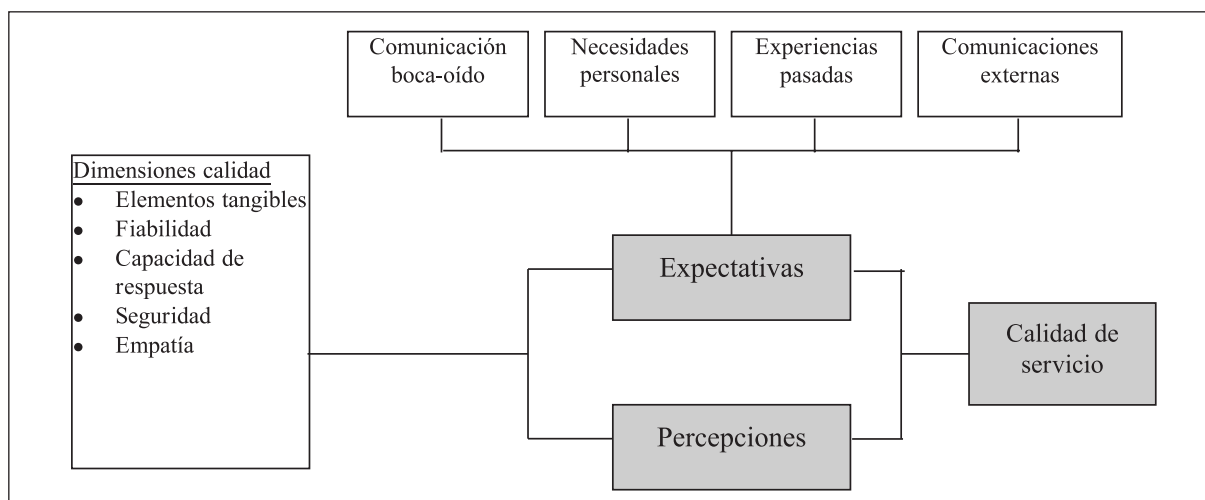 Comunicación
boca-oído
Necesidades
personales
Experiencias
pasadas
Comunicaciones
externas
Dimensiones calidad
● Elementos tangibles
● Fiabilidad
● Capacidad de
respuesta
● Seguridad
● Empatía
Expectativas
Percepciones
Calidad de
servicio